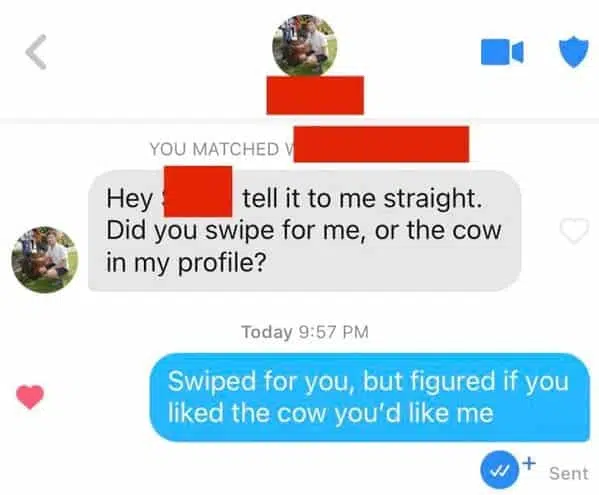 YOU MATCHED
Hey tell it to me straight.
Did you swipe for me, or the cow
in my profile?
Today 9:57 PM
Swiped for you, but figured if you
liked the cow you'd like me
Sent